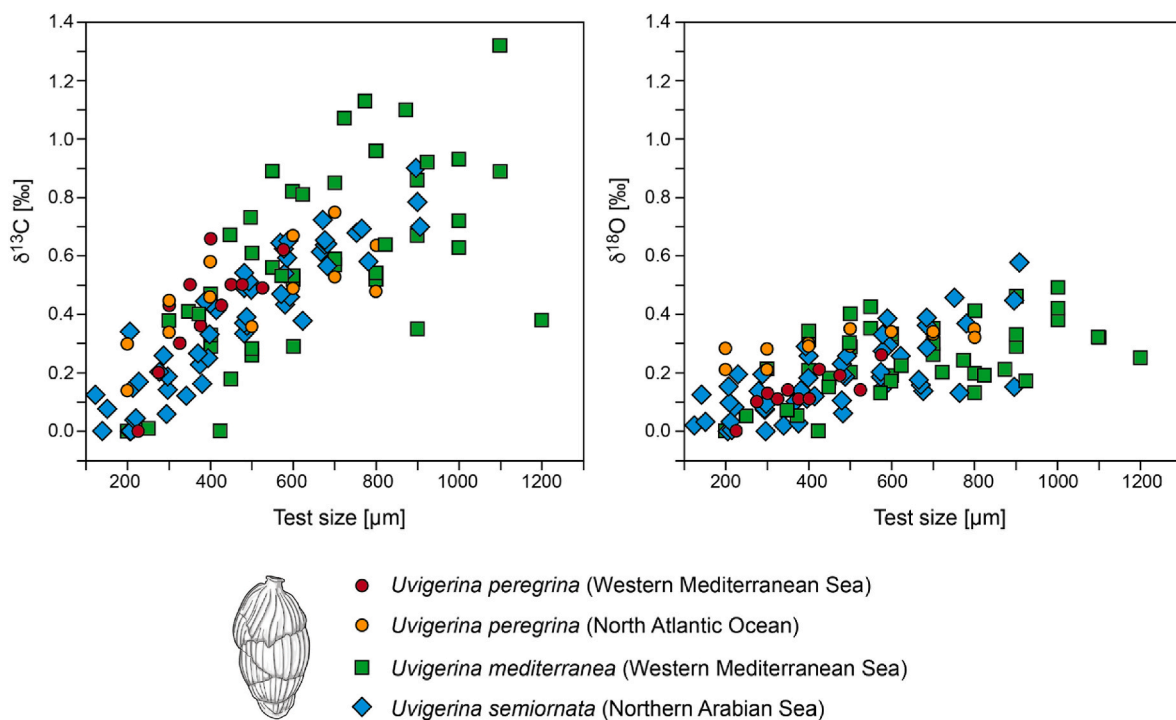 1.4
1.2
1.0
0.8
0.6
0.4
0.2
0.0
δ13C [‰]
200 400 600 800 1000 1200
Test size [µm]
1.4
1.2
1.0
0.8
0.6
0.4
0.2
0.0
δ18O [‰]
200 400 600 800 1000 1200
Test size [µm]
Uvigerina peregrina (Western Mediterranean Sea)
Uvigerina peregrina (North Atlantic Ocean)
Uvigerina mediterranea (Western Mediterranean Sea)
Uvigerina semiornata (Northern Arabian Sea)